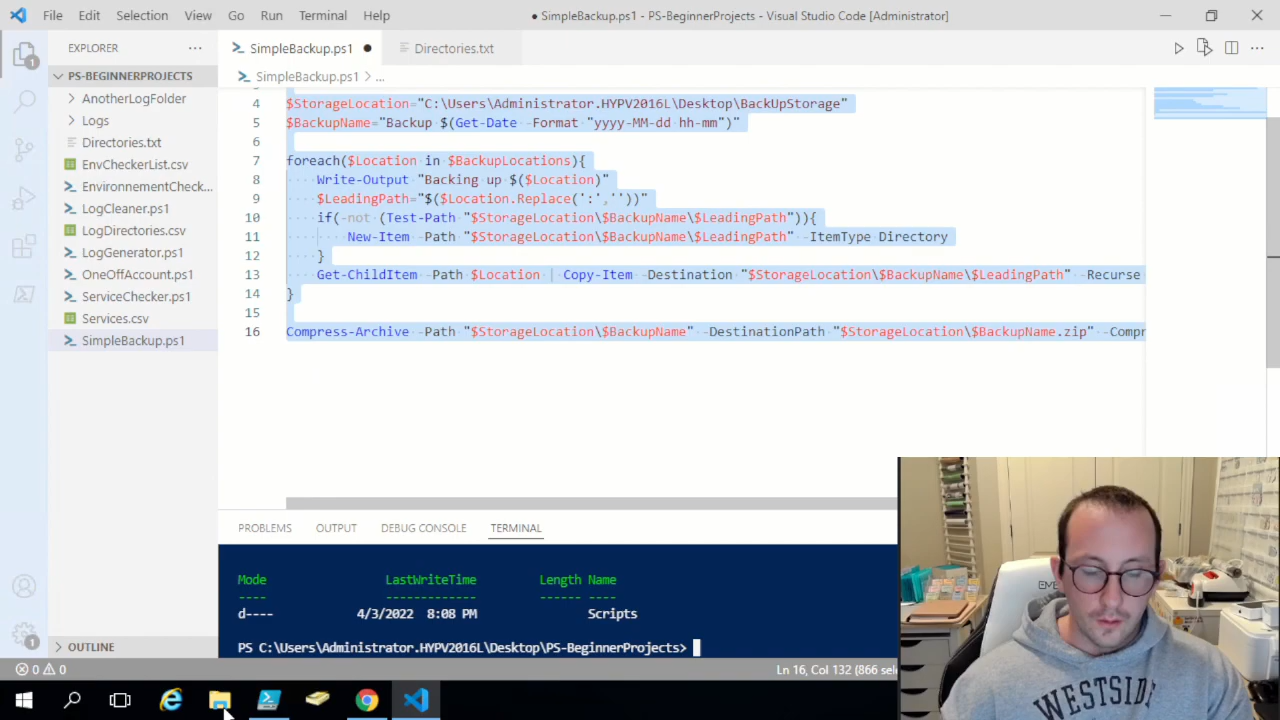 File Edit Selection View Go Run Terminal Help ● SimpleBackup.ps1 - PS-BeginnerProjects - Visual Studio Code [Administrator]
EXPLORER ···
SimpleBackup.ps1 ●
Directories.txt
PS-BEGINNERPROJECTS
AnotherLogFolder
Logs
Directories.txt
EnvCheckerList.csv
EnvironnementCheck...
LogCleaner.ps1
LogDirectories.csv
LogGenerator.ps1
OneOffAccount.ps1
ServiceChecker.ps1
Services.csv
SimpleBackup.ps1
OUTLINE
SimpleBackup.ps1 > ...
4 $StorageLocation="C:\Users\Administrator.HYPV2016L\Desktop\BackUpStorage"
5 $BackupName="Backup $(Get-Date -Format "yyyy-MM-dd hh-mm")"
6
7 foreach($Location in $BackupLocations){
8 Write-Output "Backing up $($Location)"
9 $LeadingPath="$($Location.Replace(':',''))"
10 if(-not (Test-Path "$StorageLocation\$BackupName\$LeadingPath")){
11 New-Item -Path "$StorageLocation\$BackupName\$LeadingPath" -ItemType Directory
12 }
13 Get-ChildItem -Path $Location | Copy-Item -Destination "$StorageLocation\$BackupName\$LeadingPath" -Recurse
14 }
15
16 Compress-Archive -Path "$StorageLocation\$BackupName" -DestinationPath "$StorageLocation\$BackupName.zip" -Compr
PROBLEMS OUTPUT DEBUG CONSOLE TERMINAL
Mode LastWriteTime Length Name
---- ------------- ------ ----
d---- 4/3/2022 8:08 PM Scripts
PS C:\Users\Administrator.HYPV2016L\Desktop\PS-BeginnerProjects>
0 0 Ln 16, Col 132 (866 sele
WESTSIDE